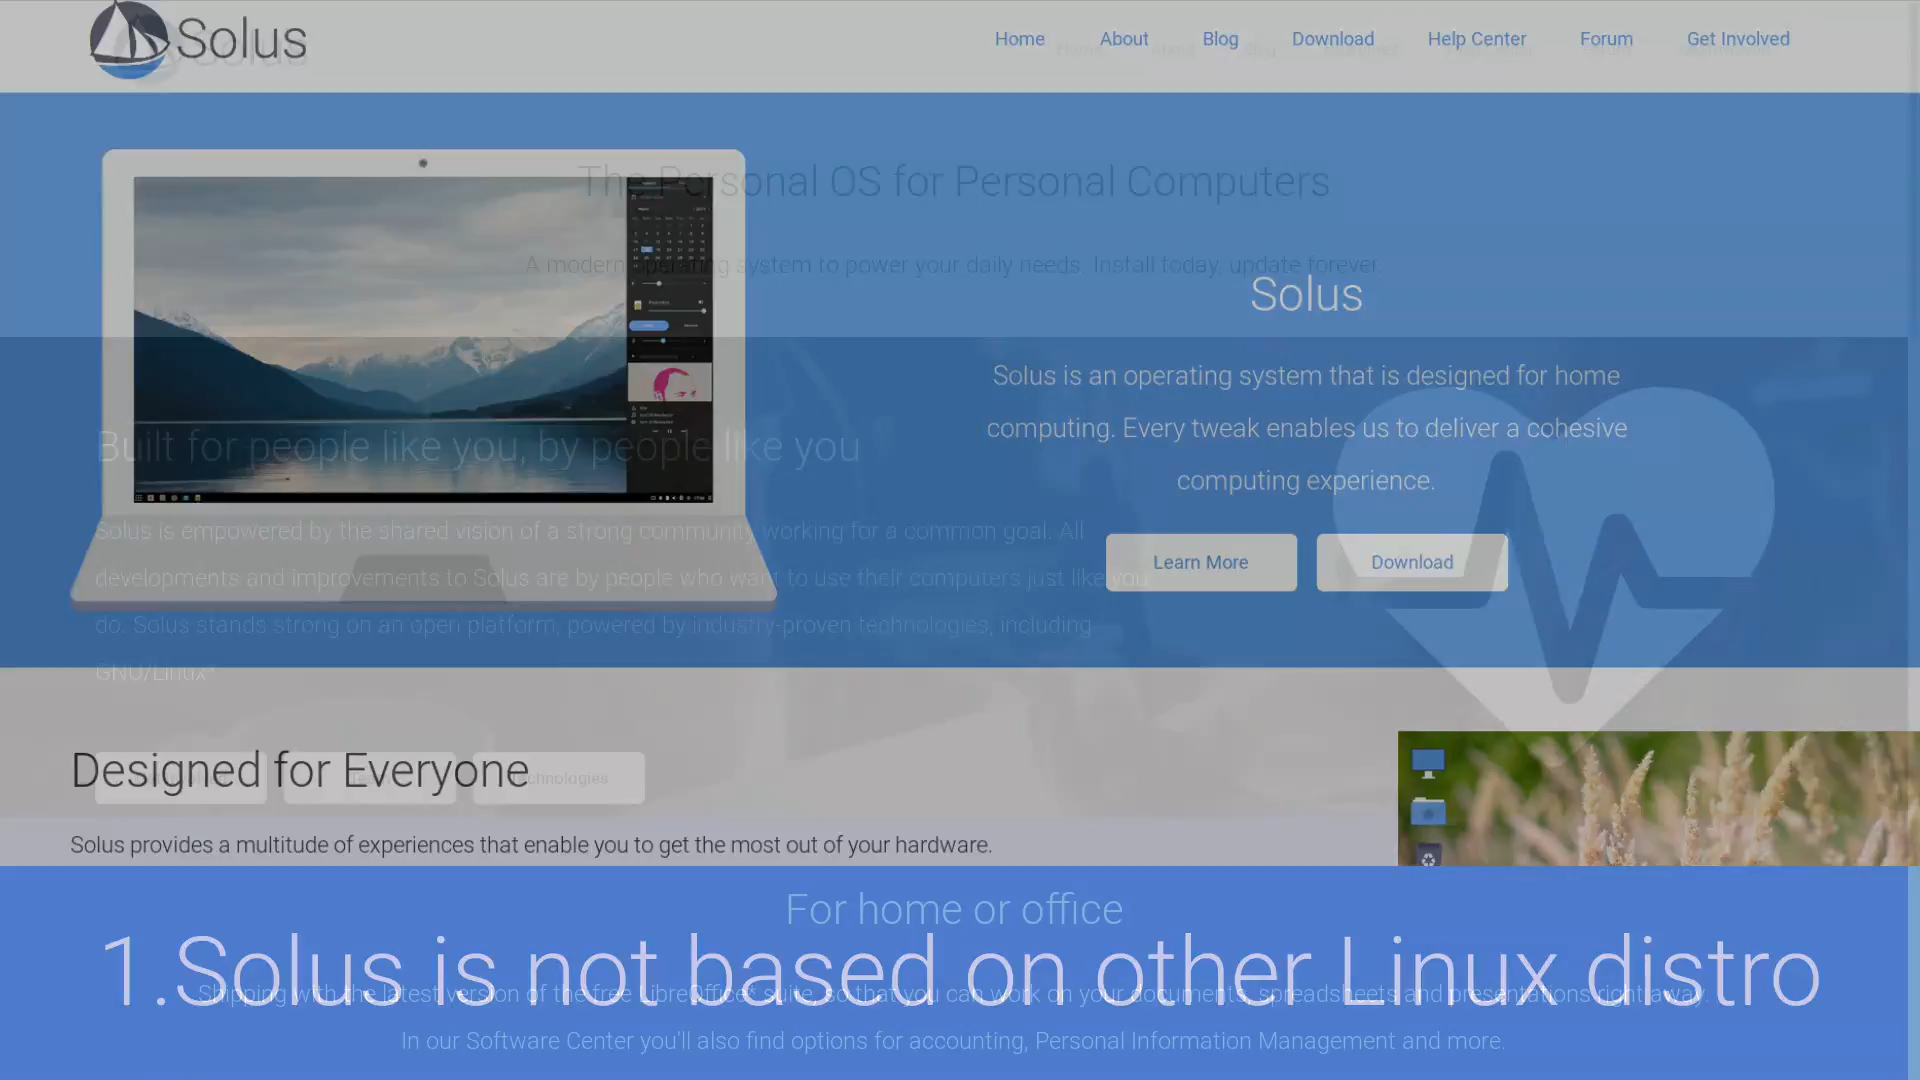 Solus
Home About Blog Download Help Center Forum Get Involved
The Personal OS for Personal Computers
A modern operating system to power your daily needs. Install today, update forever.
Solus
Solus is an operating system that is designed for home
computing. Every tweak enables us to deliver a cohesive
computing experience.
Learn More Download
Built for people like you, by people like you
Solus is empowered by the shared vision of a strong community working for a common goal. All
developments and improvements to Solus are by people who want to use their computers just like you
do. Solus stands strong on an open platform, powered by industry-proven technologies, including
GNU/Linux*
Designed for Everyone
Technologies
Solus provides a multitude of experiences that enable you to get the most out of your hardware.
For home or office
1.Solus is not based on other Linux distro
Shipping with the latest version of the free LibreOffice* suite, so that you can work on your documents, spreadsheets and presentations right away.
In our Software Center you'll also find options for accounting, Personal Information Management and more.